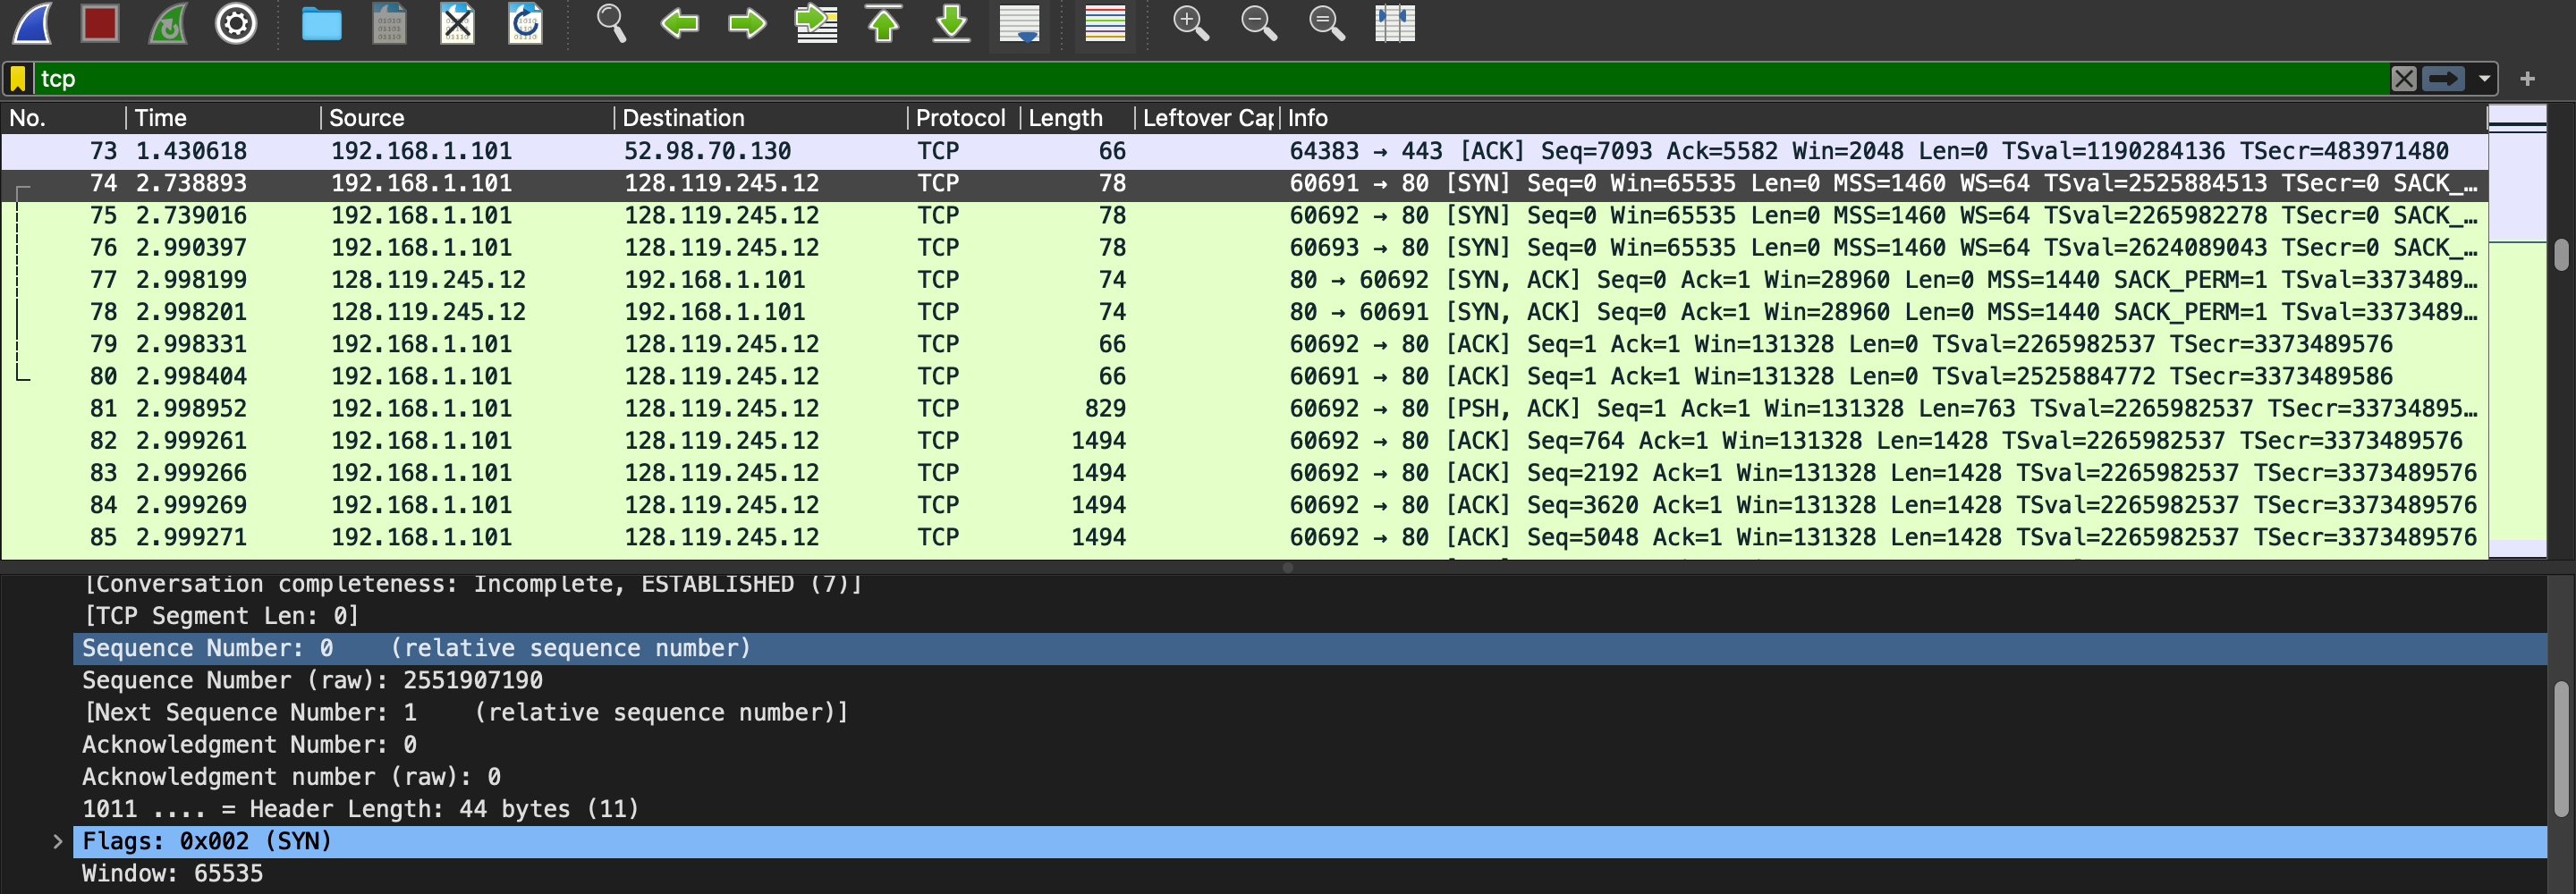 tcp
No. Time Source Destination Protocol Length Leftover Cap Info
73 1.430618 192.168.1.101 52.98.70.130 TCP 66 64383 → 443 [ACK] Seq=7093 Ack=5582 Win=2048 Len=0 TSval=1190284136 TSecr=483971480
74 2.738893 192.168.1.101 128.119.245.12 TCP 78 60691 → 80 [SYN] Seq=0 Win=65535 Len=0 MSS=1460 WS=64 TSval=2525884513 TSecr=0 SACK_…
75 2.739016 192.168.1.101 128.119.245.12 TCP 78 60692 → 80 [SYN] Seq=0 Win=65535 Len=0 MSS=1460 WS=64 TSval=2265982278 TSecr=0 SACK_…
76 2.990397 192.168.1.101 128.119.245.12 TCP 78 60693 → 80 [SYN] Seq=0 Win=65535 Len=0 MSS=1460 WS=64 TSval=2624089043 TSecr=0 SACK_…
77 2.998199 128.119.245.12 192.168.1.101 TCP 74 80 → 60692 [SYN, ACK] Seq=0 Ack=1 Win=28960 Len=0 MSS=1440 SACK_PERM=1 TSval=3373489…
78 2.998201 128.119.245.12 192.168.1.101 TCP 74 80 → 60691 [SYN, ACK] Seq=0 Ack=1 Win=28960 Len=0 MSS=1440 SACK_PERM=1 TSval=3373489…
79 2.998331 192.168.1.101 128.119.245.12 TCP 66 60692 → 80 [ACK] Seq=1 Ack=1 Win=131328 Len=0 TSval=2265982537 TSecr=3373489576
80 2.998404 192.168.1.101 128.119.245.12 TCP 66 60691 → 80 [ACK] Seq=1 Ack=1 Win=131328 Len=0 TSval=2525884772 TSecr=3373489586
81 2.998952 192.168.1.101 128.119.245.12 TCP 829 60692 → 80 [PSH, ACK] Seq=1 Ack=1 Win=131328 Len=763 TSval=2265982537 TSecr=33734895…
82 2.999261 192.168.1.101 128.119.245.12 TCP 1494 60692 → 80 [ACK] Seq=764 Ack=1 Win=131328 Len=1428 TSval=2265982537 TSecr=3373489576
83 2.999266 192.168.1.101 128.119.245.12 TCP 1494 60692 → 80 [ACK] Seq=2192 Ack=1 Win=131328 Len=1428 TSval=2265982537 TSecr=3373489576
84 2.999269 192.168.1.101 128.119.245.12 TCP 1494 60692 → 80 [ACK] Seq=3620 Ack=1 Win=131328 Len=1428 TSval=2265982537 TSecr=3373489576
85 2.999271 192.168.1.101 128.119.245.12 TCP 1494 60692 → 80 [ACK] Seq=5048 Ack=1 Win=131328 Len=1428 TSval=2265982537 TSecr=3373489576
[Conversation completeness: Incomplete, ESTABLISHED (7)]
[TCP Segment Len: 0]
Sequence Number: 0 (relative sequence number)
Sequence Number (raw): 2551907190
[Next Sequence Number: 1 (relative sequence number)]
Acknowledgment Number: 0
Acknowledgment number (raw): 0
1011 .... = Header Length: 44 bytes (11)
Flags: 0x002 (SYN)
Window: 65535